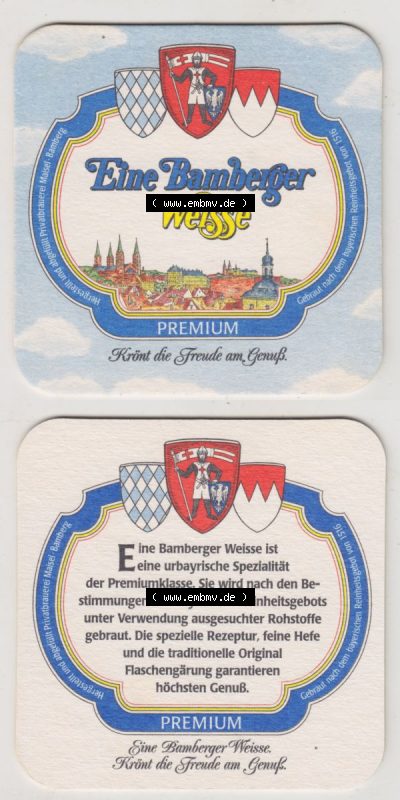 Eine Bamberger
( www.embmv.de )
Weisse
Hergestellt und abgefüllt Privatbrauerei Maisel · Bamberg
Gebraut nach dem bayerischen Reinheitsgebot von 1516
PREMIUM
Krönt die Freude am Genuß.
Eine Bamberger Weisse ist
eine urbayrische Spezialität
der Premiumklasse. Sie wird nach den Be-
stimmungen ( www.embmv.de ) einheitsgebots
unter Verwendung ausgesuchter Rohstoffe
gebraut. Die spezielle Rezeptur, feine Hefe
und die traditionelle Original
Flaschengärung garantieren
höchsten Genuß.
Hergestellt und abgefüllt Privatbrauerei Maisel · Bamberg
Gebraut nach dem bayerischen Reinheitsgebot von 1516
PREMIUM
Eine Bamberger Weisse.
Krönt die Freude am Genuß.